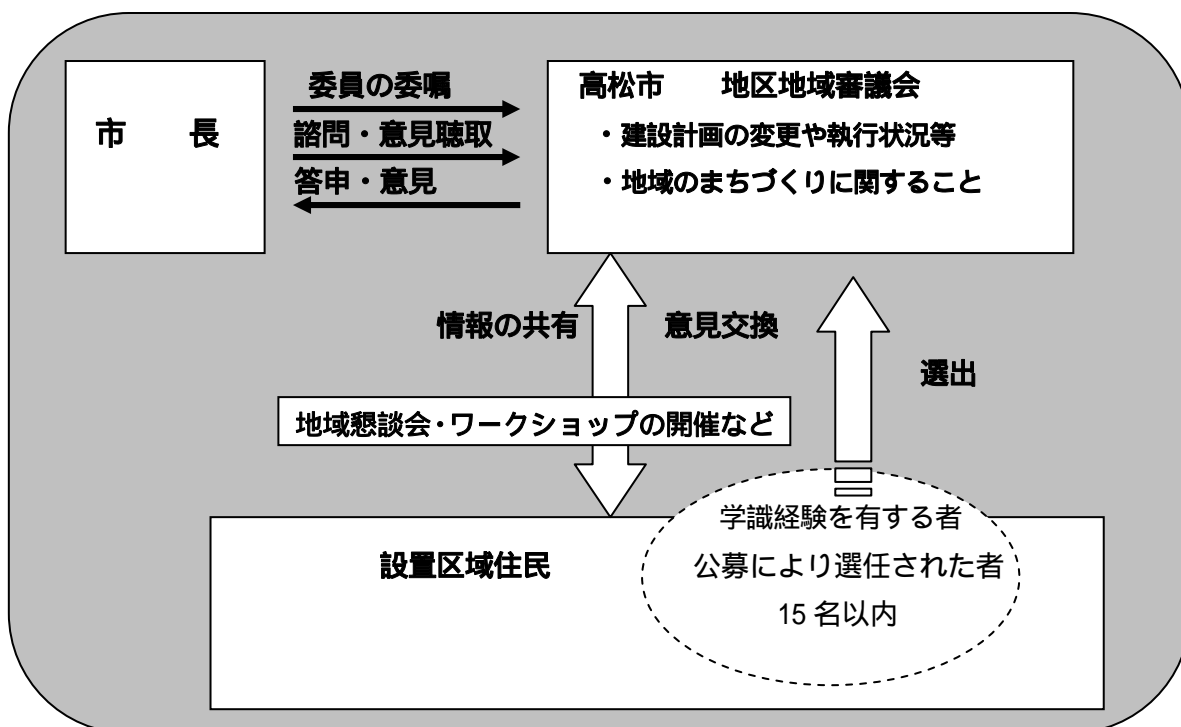 市　　長
委員の委嘱
諮問・意見聴取
答申・意見
高松市　　地区地域審議会
・建設計画の変更や執行状況等
・地域のまちづくりに関すること
情報の共有
意見交換
選出
地域懇談会・ワークショップの開催など
設置区域住民
学識経験を有する者
公募により選任された者
15 名以内